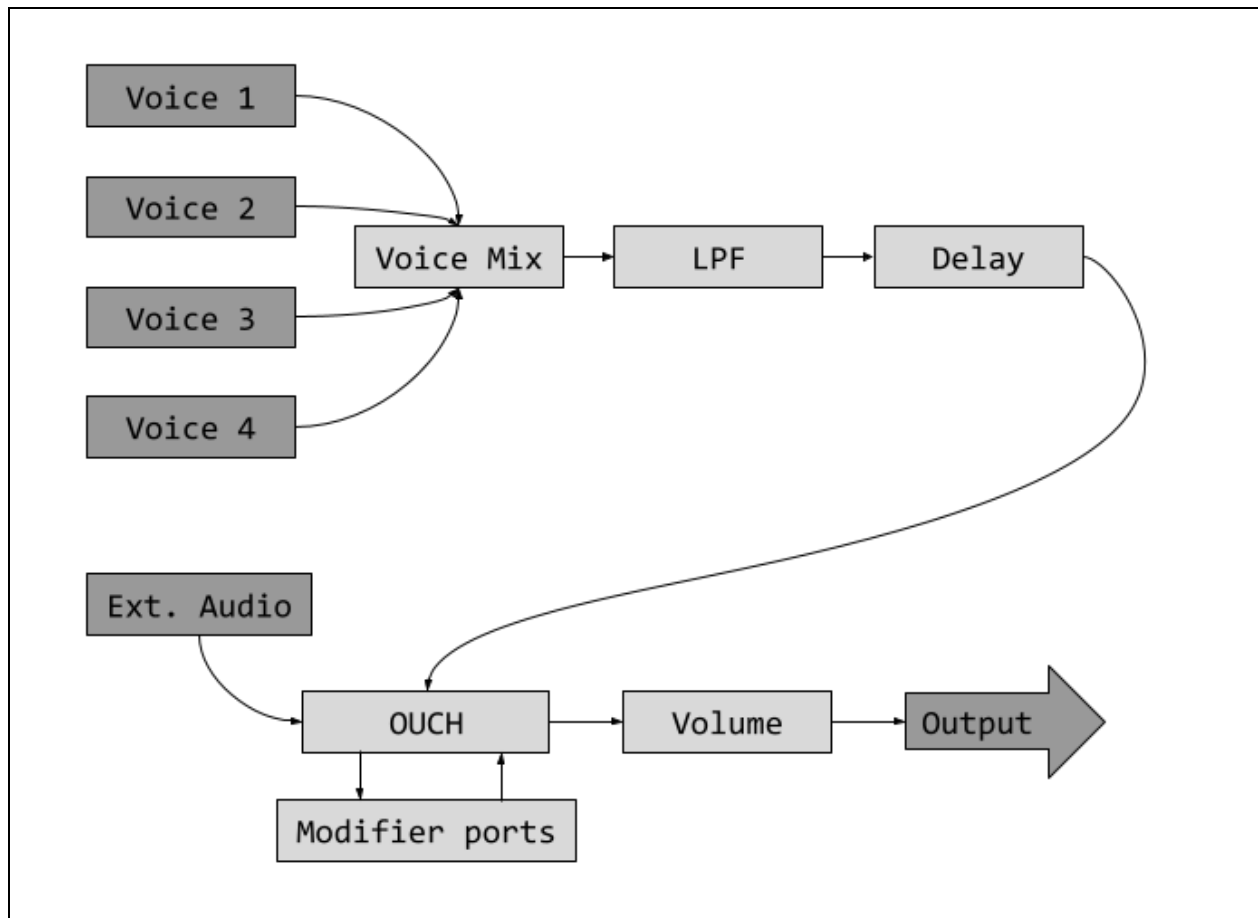 Voice 1
Voice 2
Voice 3
Voice 4
Voice Mix
LPF
Delay
Ext. Audio
OUCH
Volume
Output
Modifier ports